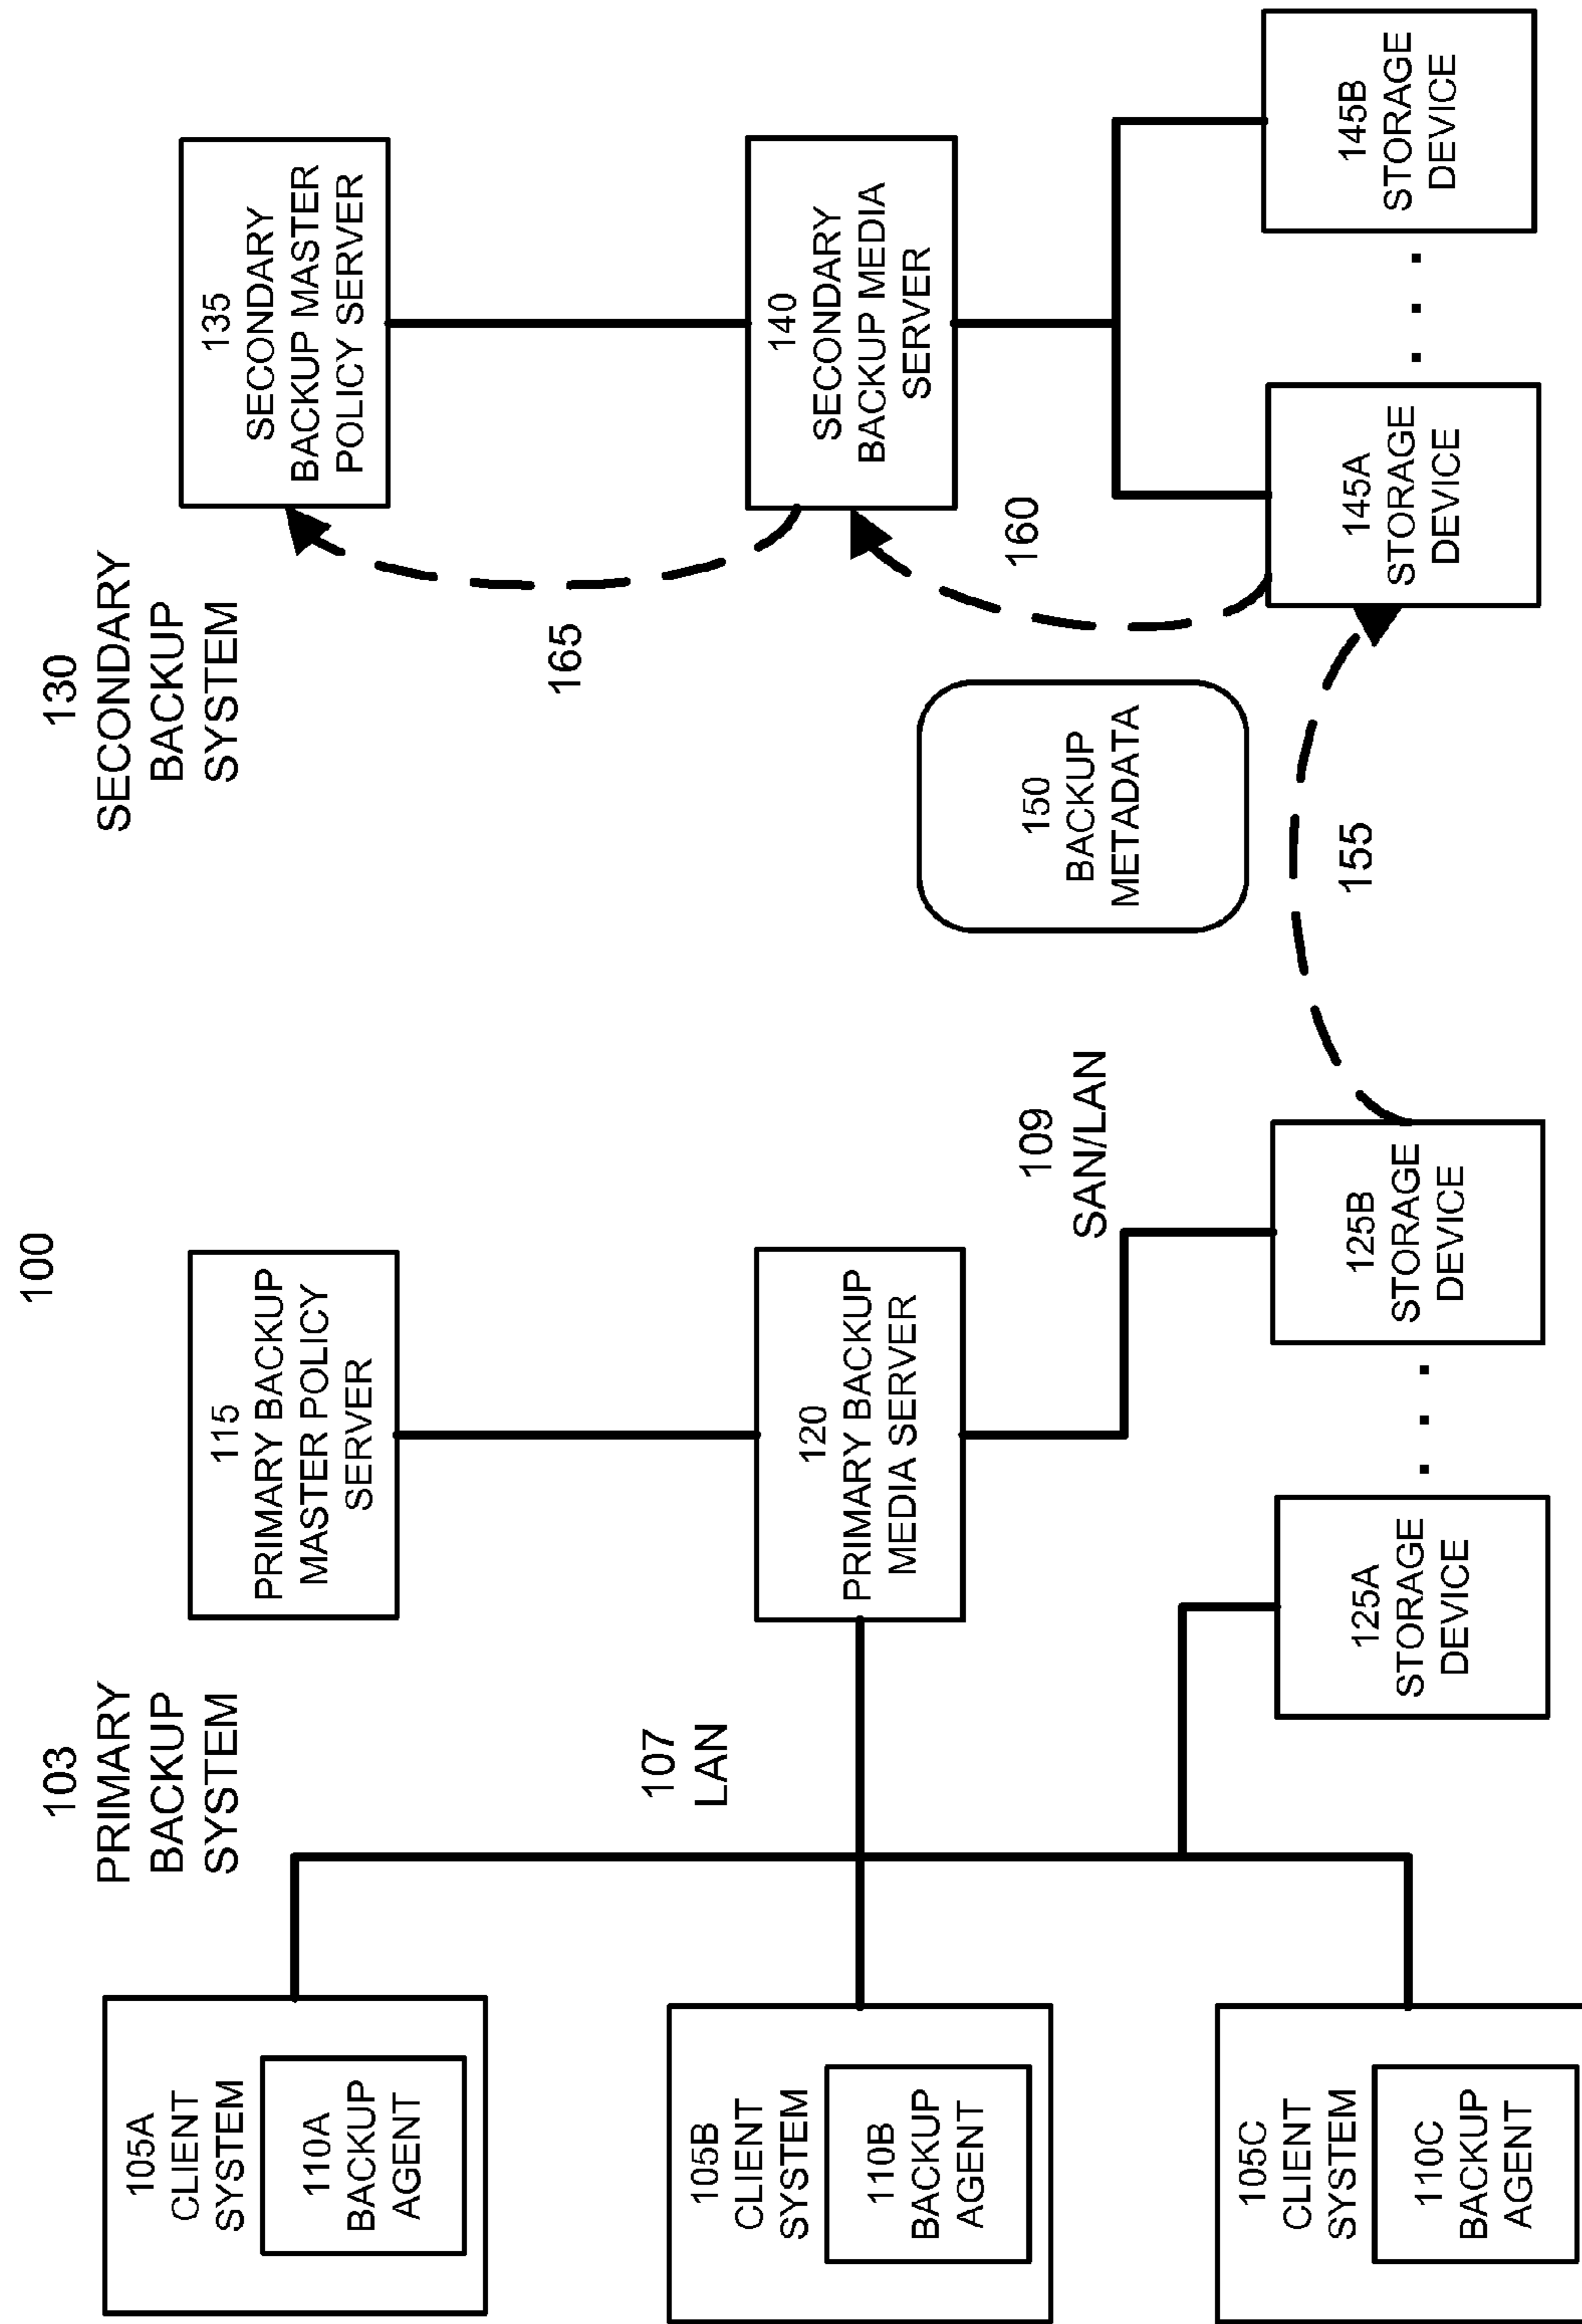 100
103
PRIMARY
BACKUP
SYSTEM
130
SECONDARY
BACKUP
SYSTEM
105A
CLIENT
SYSTEM
110A
BACKUP
AGENT
115
PRIMARY BACKUP
MASTER POLICY
SERVER
135
SECONDARY
BACKUP MASTER
POLICY SERVER
165
107
LAN
105B
CLIENT
SYSTEM
110B
BACKUP
AGENT
120
PRIMARY BACKUP
MEDIA SERVER
140
SECONDARY
BACKUP MEDIA
SERVER
150
BACKUP
METADATA
160
109
SAN/LAN
105C
CLIENT
SYSTEM
110C
BACKUP
AGENT
125A
STORAGE
DEVICE
. . .
125B
STORAGE
DEVICE
155
145A
STORAGE
DEVICE
. . .
145B
STORAGE
DEVICE